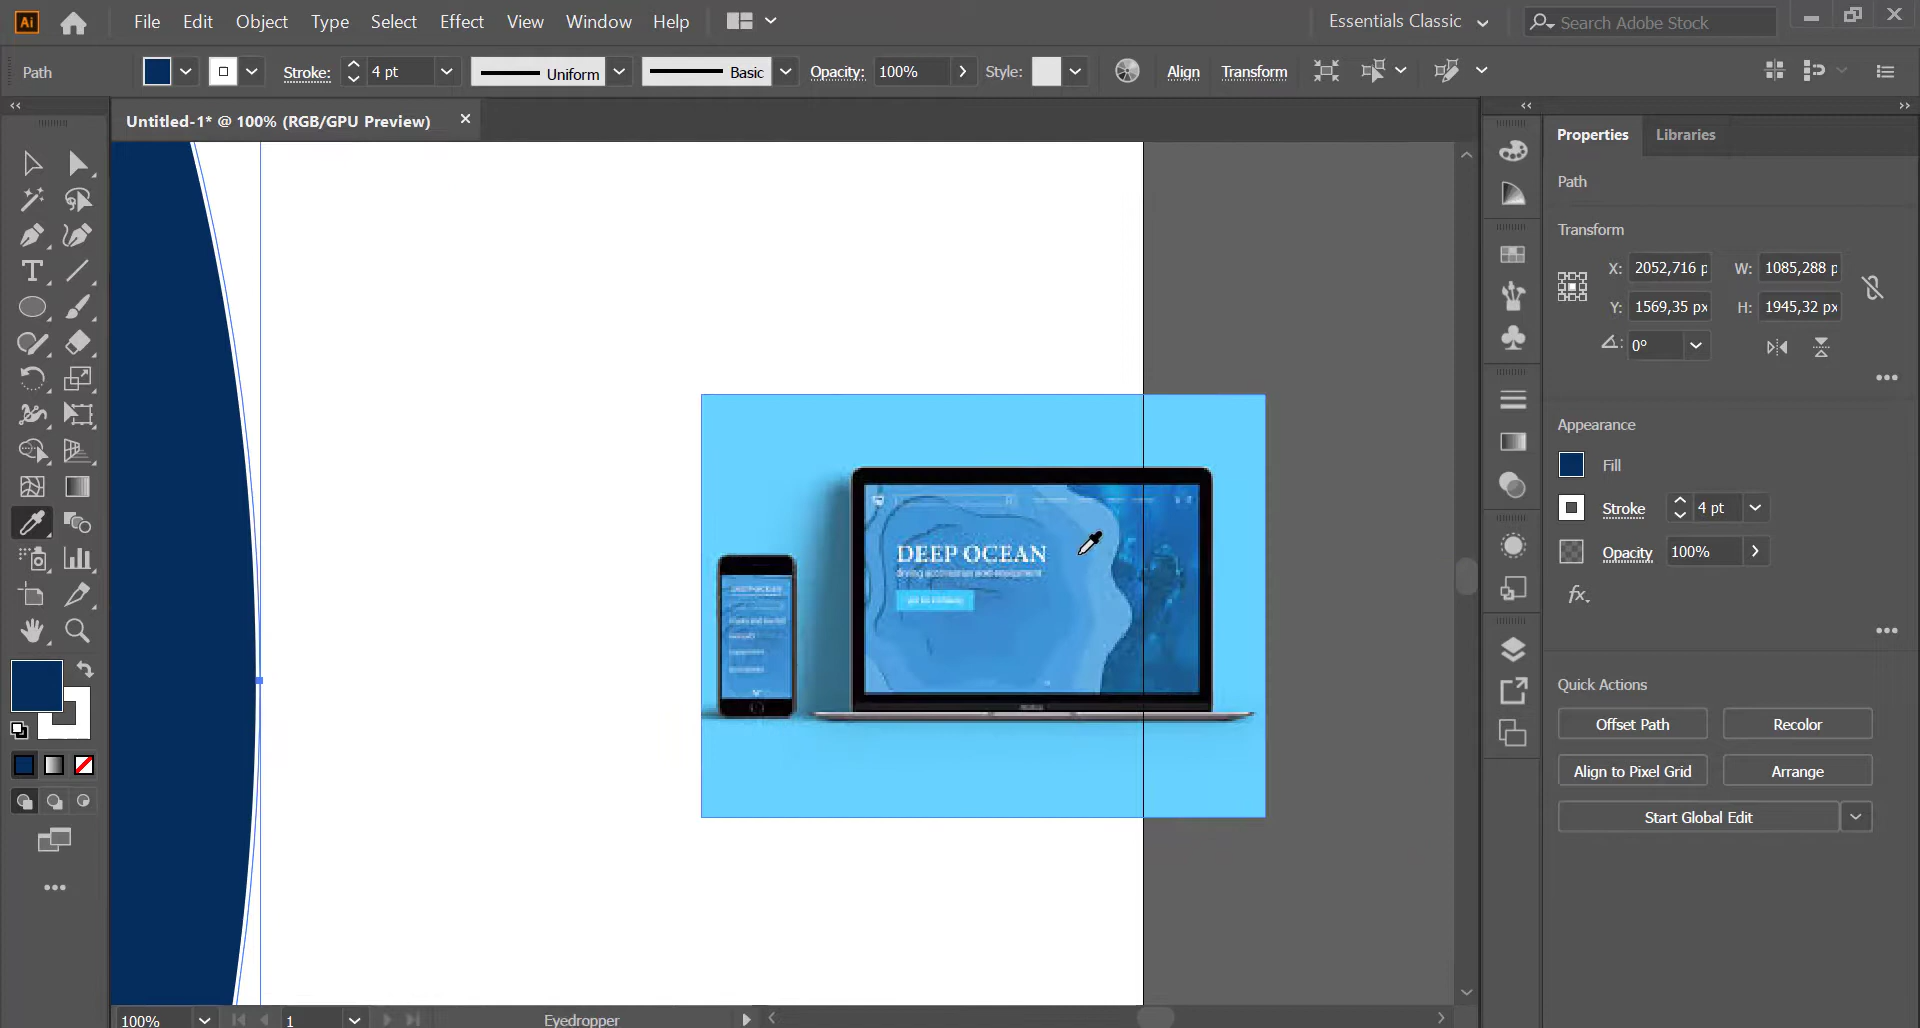 Ai File Edit Object Type Select Effect View Window Help Essentials Classic Search Adobe Stock
Path Stroke: 4 pt Uniform Basic Opacity: 100% Style: Align Transform
Untitled-1* @ 100% (RGB/GPU Preview)
Properties Libraries
Path
Transform
X: 2052,716 p W: 1085,288 p
Y: 1569,35 px H: 1945,32 px
0°
Appearance
Fill
Stroke 4 pt
Opacity 100%
fx.
Quick Actions
Offset Path Recolor
Align to Pixel Grid Arrange
Start Global Edit
DEEP OCEAN
100% 1 Eyedropper